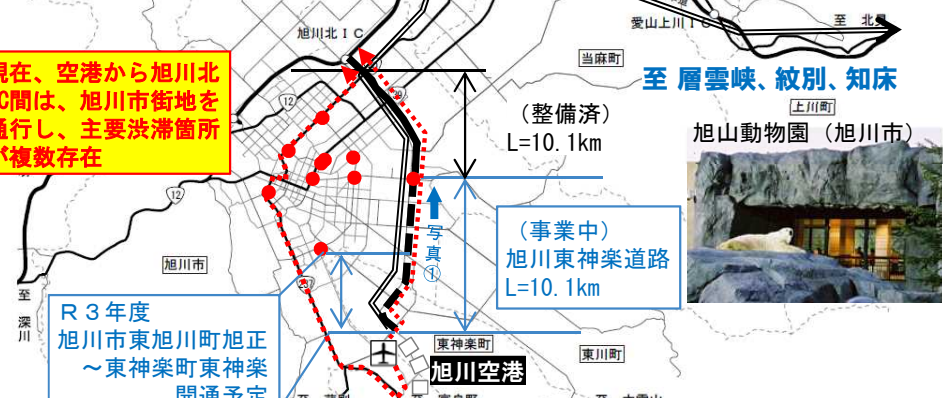 現在、空港から旭川北
IC間は、旭川市街地を
通行し、主要渋滞箇所
が複数存在
旭川北IC
愛山上川IC
至 北見
当麻町
至 層雲峡、紋別、知床
上川町
旭山動物園（旭川市）
（整備済）
L=10.1km
12
39
12
写真①
（事業中）
旭川東神楽道路
L=10.1km
旭川市
至 深川
237
R３年度
旭川市東旭川町旭正
～東神楽町東神楽
開通予定
東神楽町
旭川空港
東川町